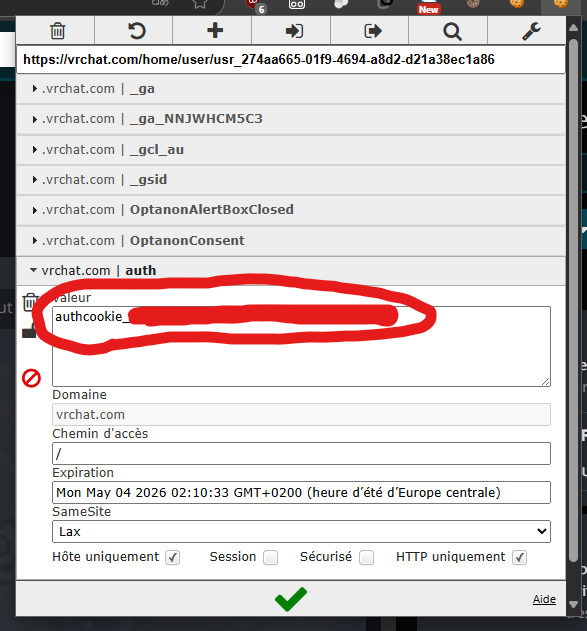 6
New
https://vrchat.com/home/user/usr_274aa665-01f9-4694-a8d2-d21a38ec1a86
.vrchat.com | _ga
.vrchat.com | _ga_NNJWHCM5C3
.vrchat.com | _gcl_au
.vrchat.com | _gsid
.vrchat.com | OptanonAlertBoxClosed
.vrchat.com | OptanonConsent
vrchat.com | auth
Valeur
authcookie_
Domaine
vrchat.com
Chemin d'accès
/
Expiration
Mon May 04 2026 02:10:33 GMT+0200 (heure d’été d’Europe centrale)
SameSite
Lax
Hôte uniquement Session Sécurisé HTTP uniquement
Aide